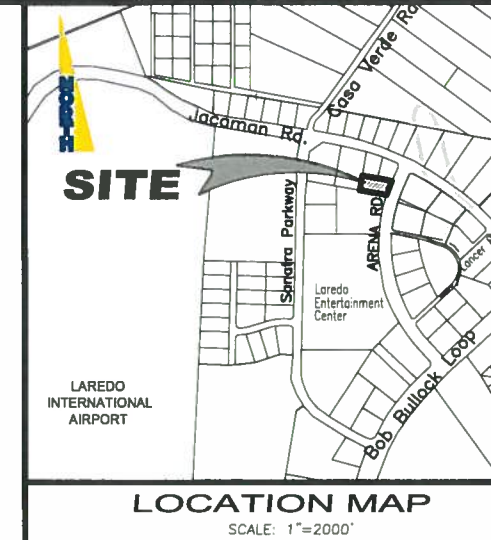 NORTH
Casa Verde Rd
Jacaman Rd.
SITE
Sanatra Parkway
ARENA RD
Lancer
Laredo
Entertainment
Center
LAREDO
INTERNATIONAL
AIRPORT
Bob Bullock Loop
LOCATION MAP
SCALE: 1"=2000'